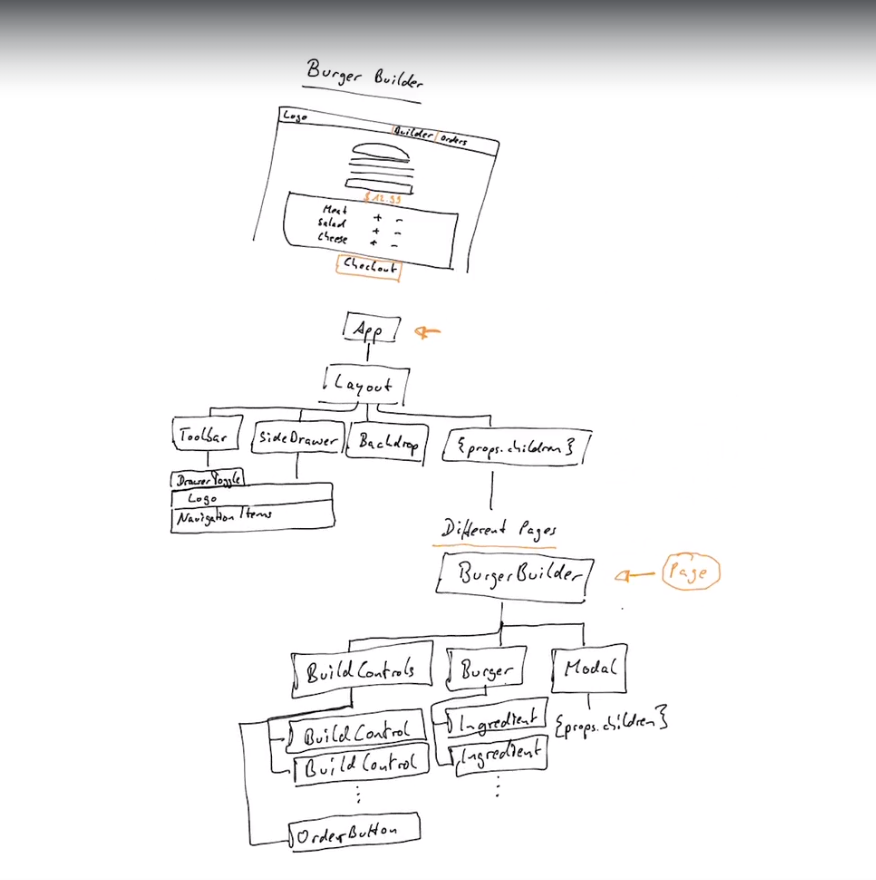 Burger Builder
Logo
Builder Orders
$12.99
Meat + -
Salad + -
Cheese + -
Checkout
App
Layout
Toolbar SideDrawer Backdrop {props.children}
DrawerToggle
Logo
Navigation Items
Different Pages
BurgerBuilder Page
BuildControls Burger Modal
BuildControl Ingredient {props.children}
BuildControl Ingredient
OrderButton